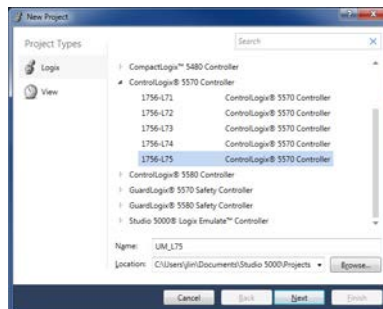 New Project
Project Types
Search
Logix
View
CompactLogix™ 5480 Controller
ControlLogix® 5570 Controller
1756-L71 ControlLogix® 5570 Controller
1756-L72 ControlLogix® 5570 Controller
1756-L73 ControlLogix® 5570 Controller
1756-L74 ControlLogix® 5570 Controller
1756-L75 ControlLogix® 5570 Controller
ControlLogix® 5580 Controller
GuardLogix® 5570 Safety Controller
GuardLogix® 5580 Safety Controller
Studio 5000® Logix Emulate™ Controller
Name: UM_L75
Location: C:\Users\jlin\Documents\Studio 5000\Projects Browse...
Cancel Back Next Finish